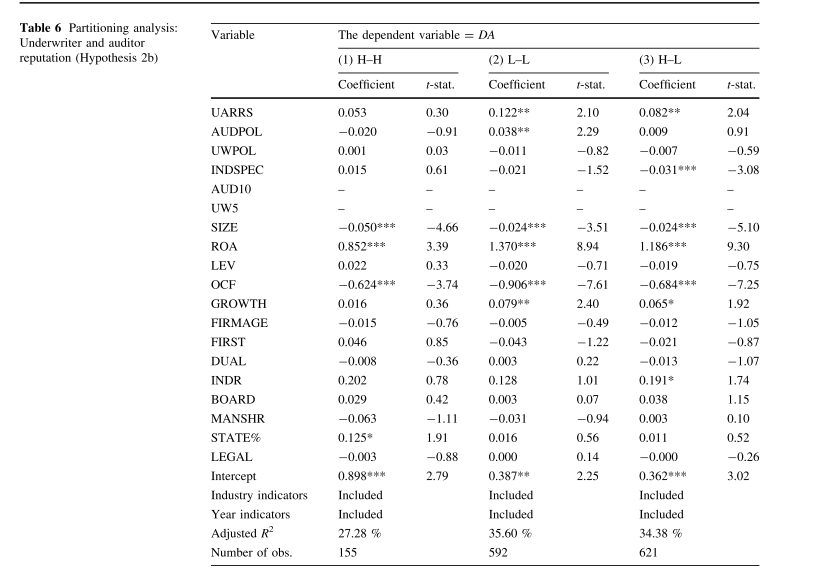 Table 6 Partitioning analysis:
Underwriter and auditor
reputation (Hypothesis 2b)
Variable The dependent variable = DA
(1) H–H (2) L–L (3) H–L
Coefficient t-stat. Coefficient t-stat. Coefficient t-stat.
UARRS 0.053 0.30 0.122** 2.10 0.082** 2.04
AUDPOL −0.020 −0.91 0.038** 2.29 0.009 0.91
UWPOL 0.001 0.03 −0.011 −0.82 −0.007 −0.59
INDSPEC 0.015 0.61 −0.021 −1.52 −0.031*** −3.08
AUD10 – – – – – –
UW5 – – – – – –
SIZE −0.050*** −4.66 −0.024*** −3.51 −0.024*** −5.10
ROA 0.852*** 3.39 1.370*** 8.94 1.186*** 9.30
LEV 0.022 0.33 −0.020 −0.71 −0.019 −0.75
OCF −0.624*** −3.74 −0.906*** −7.61 −0.684*** −7.25
GROWTH 0.016 0.36 0.079** 2.40 0.065* 1.92
FIRMAGE −0.015 −0.76 −0.005 −0.49 −0.012 −1.05
FIRST 0.046 0.85 −0.043 −1.22 −0.021 −0.87
DUAL −0.008 −0.36 0.003 0.22 −0.013 −1.07
INDR 0.202 0.78 0.128 1.01 0.191* 1.74
BOARD 0.029 0.42 0.003 0.07 0.038 1.15
MANSHR −0.063 −1.11 −0.031 −0.94 0.003 0.10
STATE% 0.125* 1.91 0.016 0.56 0.011 0.52
LEGAL −0.003 −0.88 0.000 0.14 −0.000 −0.26
Intercept 0.898*** 2.79 0.387** 2.25 0.362*** 3.02
Industry indicators Included Included Included
Year indicators Included Included Included
Adjusted R² 27.28 % 35.60 % 34.38 %
Number of obs. 155 592 621